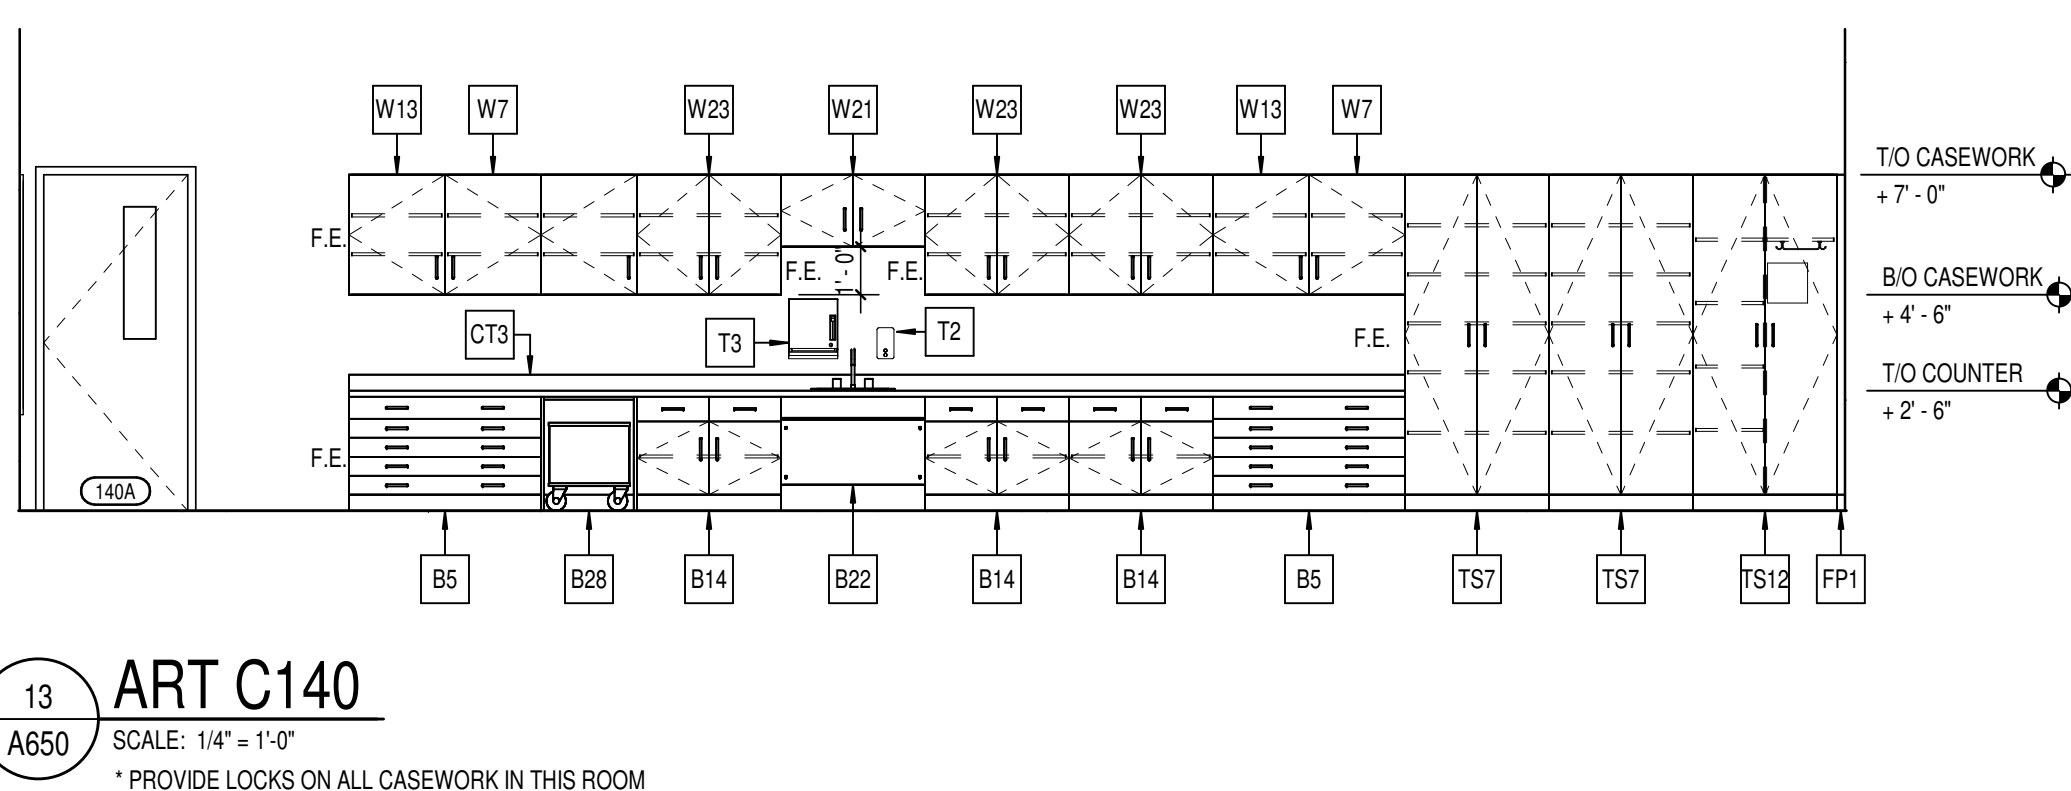 W13 W7 W23 W21 W23 W23 W13 W7
T/O CASEWORK
+ 7' - 0"
F.E.
F.E. 1' - 0" F.E.
B/O CASEWORK
+ 4' - 6"
CT3 T3 T2 F.E.
T/O COUNTER
+ 2' - 6"
F.E.
140A
B5 B28 B14 B22 B14 B14 B5 TS7 TS7 TS12 FP1
13 ART C140
A650 SCALE: 1/4" = 1'-0"
* PROVIDE LOCKS ON ALL CASEWORK IN THIS ROOM